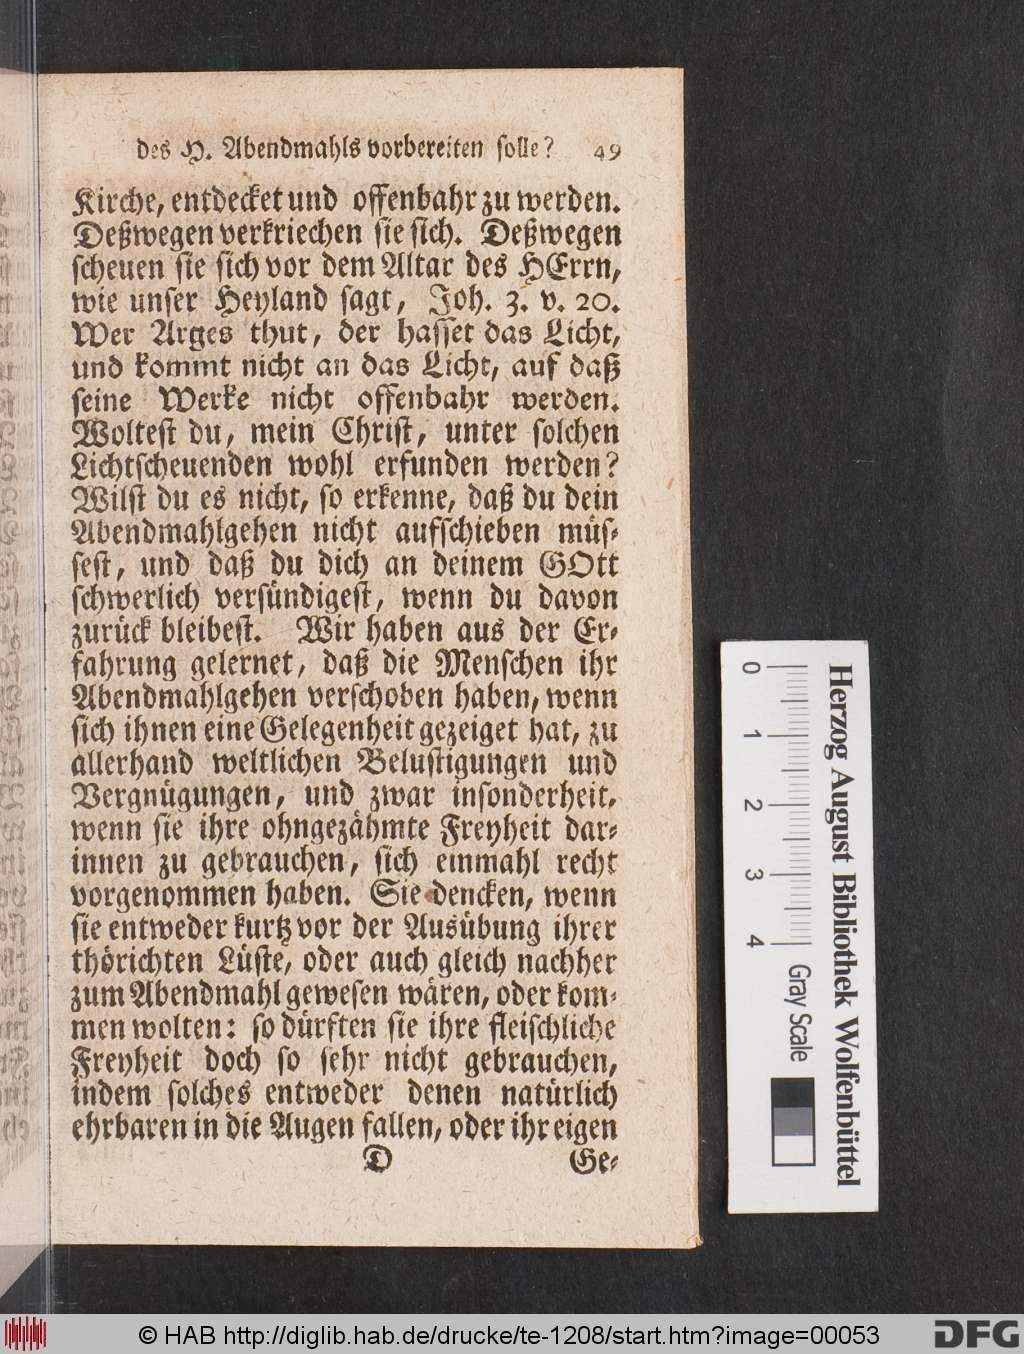 des H. Abendmahls vorbereiten solle? 49
Kirche, entdecket und offenbahr zu werden.
Deßwegen verkriechen sie sich. Deßwegen
scheuen sie sich vor dem Altar des HErrn,
wie unser Heyland sagt, Joh. 3. v. 20.
Wer Arges thut, der hasset das Licht,
und kommt nicht an das Licht, auf daß
seine Werke nicht offenbahr werden.
Woltest du, mein Christ, unter solchen
Lichtscheuenden wohl erfunden werden?
Wilst du es nicht, so erkenne, daß du dein
Abendmahlgehen nicht aufschieben müs-
sest, und daß du dich an deinem GOtt
schwerlich versündigest, wenn du davon
zurück bleibest. Wir haben aus der Er-
fahrung gelernet, daß die Menschen ihr
Abendmahlgehen verschoben haben, wenn
sich ihnen eine Gelegenheit gezeiget hat, zu
allerhand weltlichen Belustigungen und
Vergnügungen, und zwar insonderheit,
wenn sie ihre ohngezähmte Freyheit dar-
innen zu gebrauchen, sich einmahl recht
vorgenommen haben. Sie dencken, wenn
sie entweder kurtz vor der Ausübung ihrer
thörichten Lüste, oder auch gleich nachher
zum Abendmahl gewesen wären, oder kom-
men wolten: so dürften sie ihre fleischliche
Freyheit doch so sehr nicht gebrauchen,
indem solches entweder denen natürlich
ehrbaren in die Augen fallen, oder ihr eigen
D Ge-
Herzog August Bibliothek Wolfenbüttel
0 1 2 3 4 Gray Scale
© HAB http://diglib.hab.de/drucke/te-1208/start.htm?image=00053
DFG